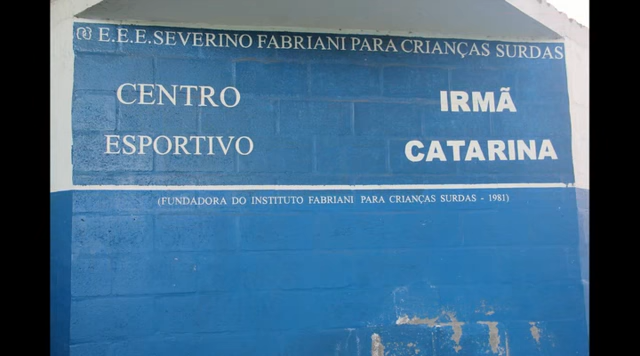 E.E.E.SEVERINO FABRIANI PARA CRIANÇAS SURDAS
CENTRO IRMÃ
ESPORTIVO CATARINA
(FUNDADORA DO INSTITUTO FABRIANI PARA CRIANÇAS SURDAS - 1981)